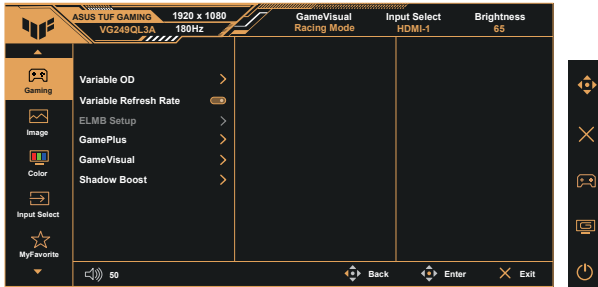 ASUS TUF GAMING 1920 x 1080
VG249QL3A 180Hz
GameVisual
Racing Mode
Input Select
HDMI-1
Brightness
65
Gaming
Image
Color
Input Select
MyFavorite
Variable OD
Variable Refresh Rate
ELMB Setup
GamePlus
GameVisual
Shadow Boost
50
Back
Enter
Exit